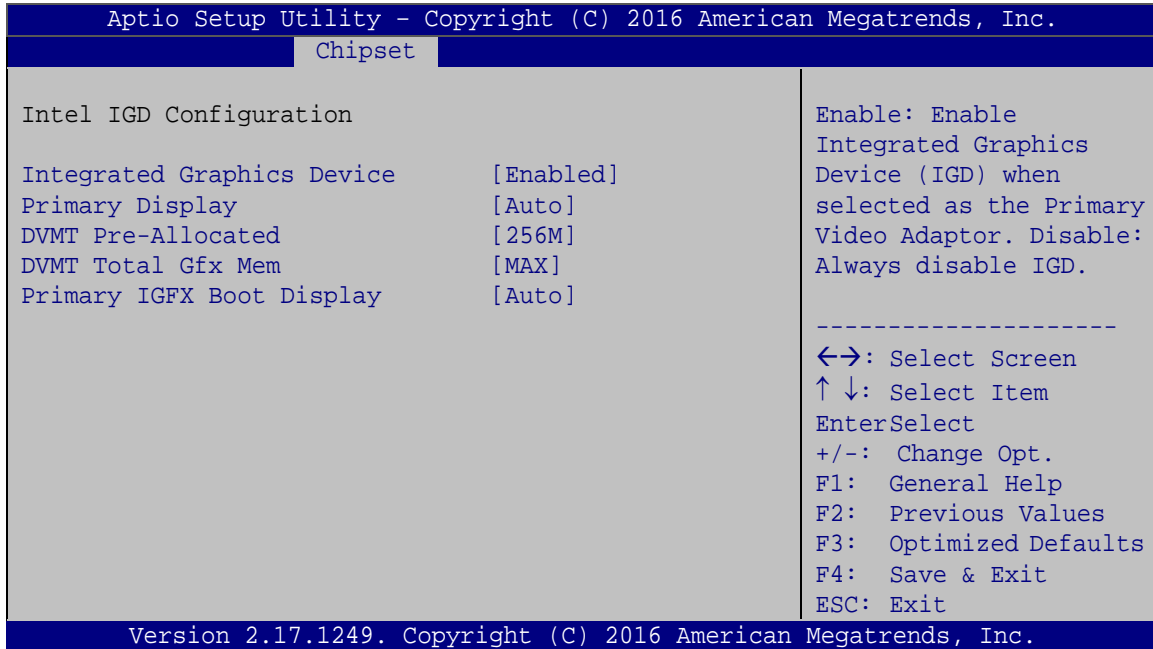 Aptio Setup Utility – Copyright (C) 2016 American Megatrends, Inc.
Chipset
Intel IGD Configuration
Integrated Graphics Device [Enabled]
Primary Display [Auto]
DVMT Pre-Allocated [256M]
DVMT Total Gfx Mem [MAX]
Primary IGFX Boot Display [Auto]
Enable: Enable
Integrated Graphics
Device (IGD) when
selected as the Primary
Video Adaptor. Disable:
Always disable IGD.
---------------------
←→: Select Screen
↑ ↓: Select Item
EnterSelect
+/-: Change Opt.
F1: General Help
F2: Previous Values
F3: Optimized Defaults
F4: Save & Exit
ESC: Exit
Version 2.17.1249. Copyright (C) 2016 American Megatrends, Inc.